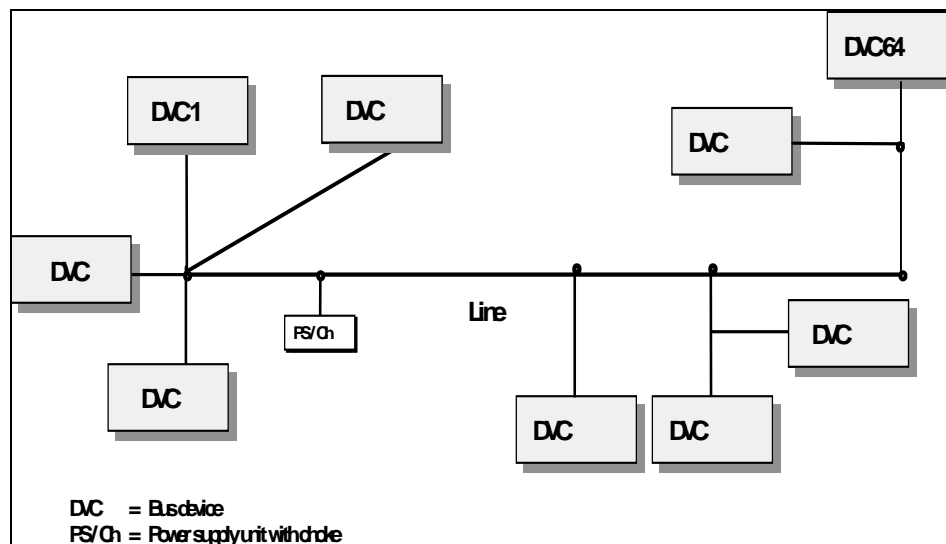 DVC64
DVC1
DVC
DVC
DVC
Line
PS/Ch
DVC
DVC
DVC
DVC
DVC = Bus device
PS/Ch = Power supply unit with choke